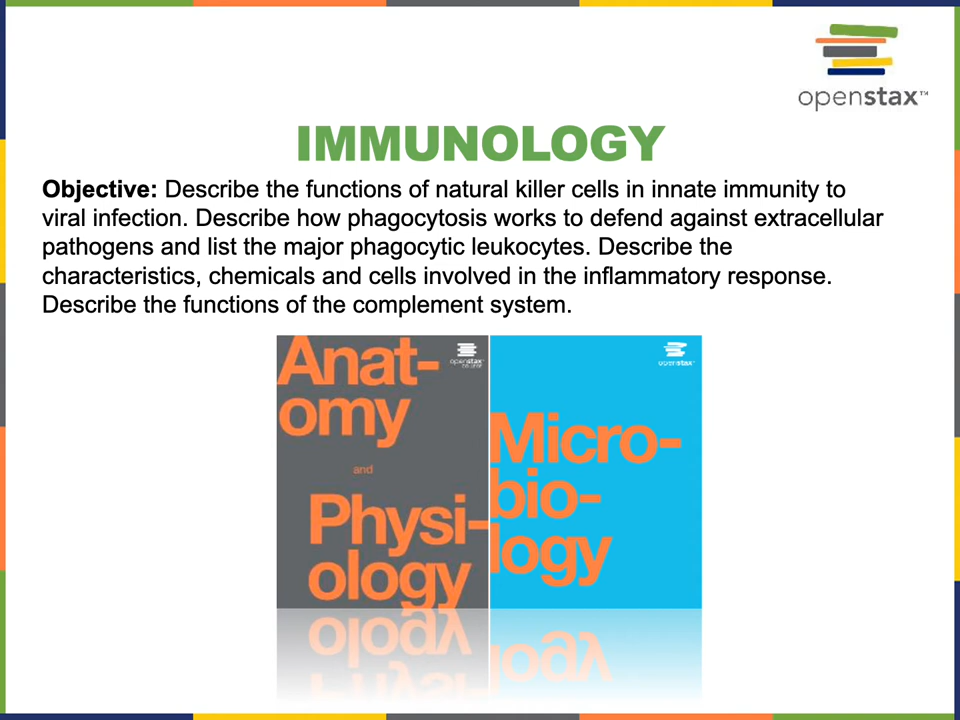 openstax™
IMMUNOLOGY
Objective: Describe the functions of natural killer cells in innate immunity to
viral infection. Describe how phagocytosis works to defend against extracellular
pathogens and list the major phagocytic leukocytes. Describe the
characteristics, chemicals and cells involved in the inflammatory response.
Describe the functions of the complement system.
openstax
Anat-
omy
and
Physi-
ology
openstax
Micro-
bio-
logy